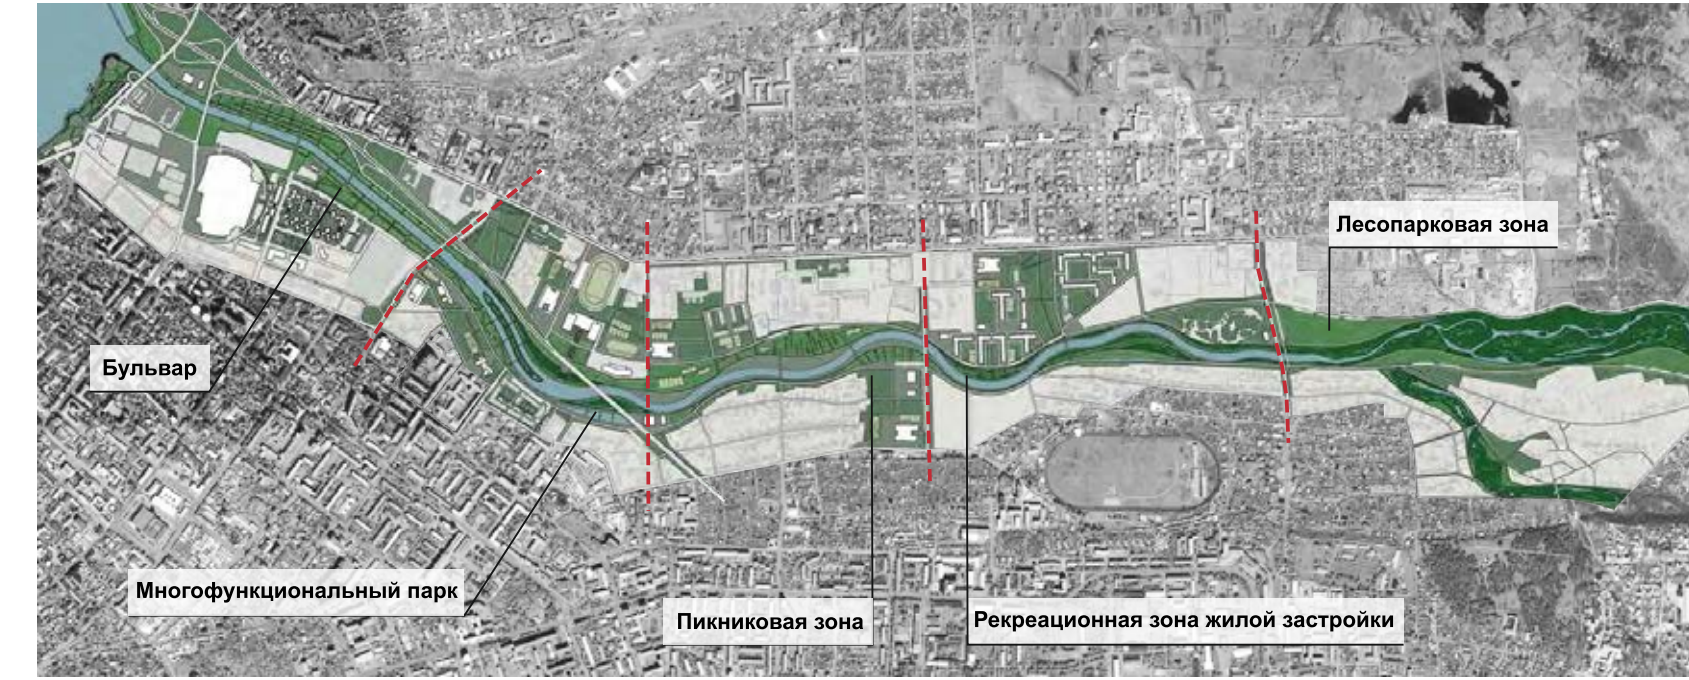 Лесопарковая зона
Бульвар
Многофункциональный парк
Пикниковая зона
Рекреационная зона жилой застройки